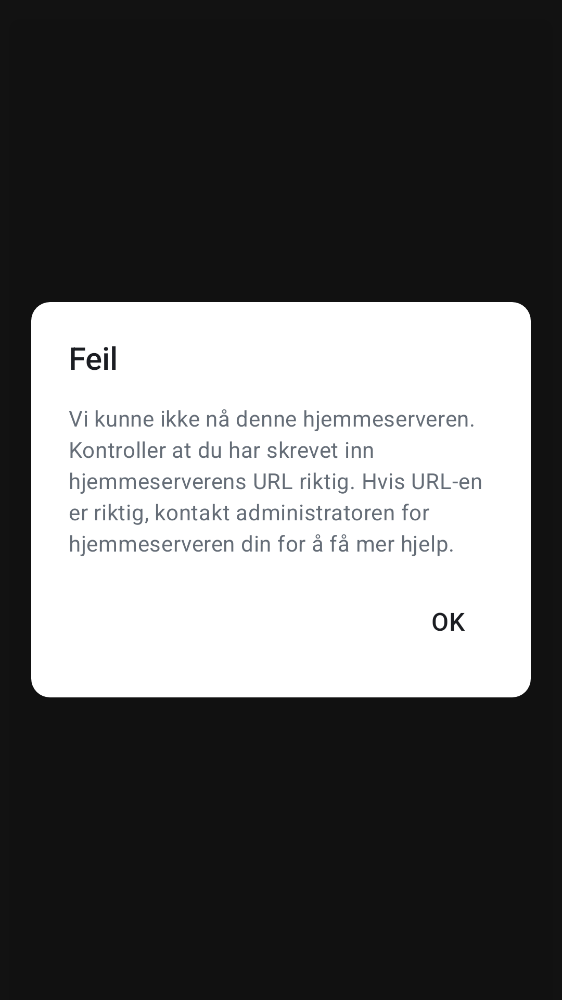 Feil
Vi kunne ikke nå denne hjemmeserveren.
Kontroller at du har skrevet inn
hjemmeserverens URL riktig. Hvis URL-en
er riktig, kontakt administratoren for
hjemmeserveren din for å få mer hjelp.
OK